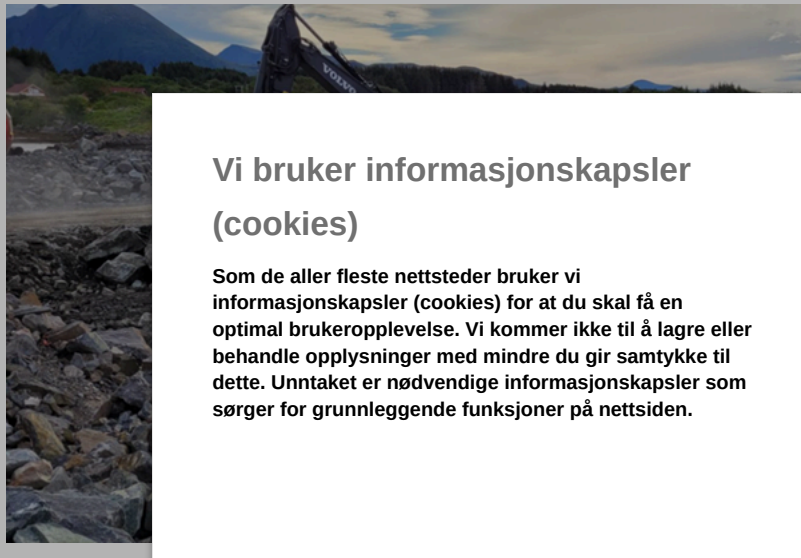 VOLVO
Vi bruker informasjonskapsler
(cookies)
Som de aller fleste nettsteder bruker vi
informasjonskapsler (cookies) for at du skal få en
optimal brukeropplevelse. Vi kommer ikke til å lagre eller
behandle opplysninger med mindre du gir samtykke til
dette. Unntaket er nødvendige informasjonskapsler som
sørger for grunnleggende funksjoner på nettsiden.